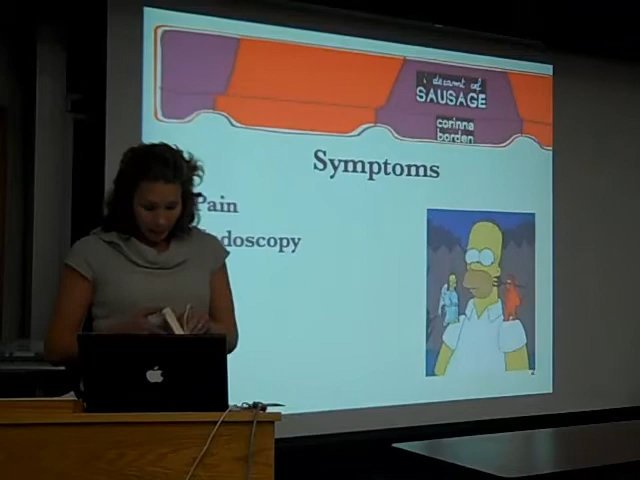 i dreamt of
SAUSAGE
corinna
borden
Symptoms
Pain
doscopy